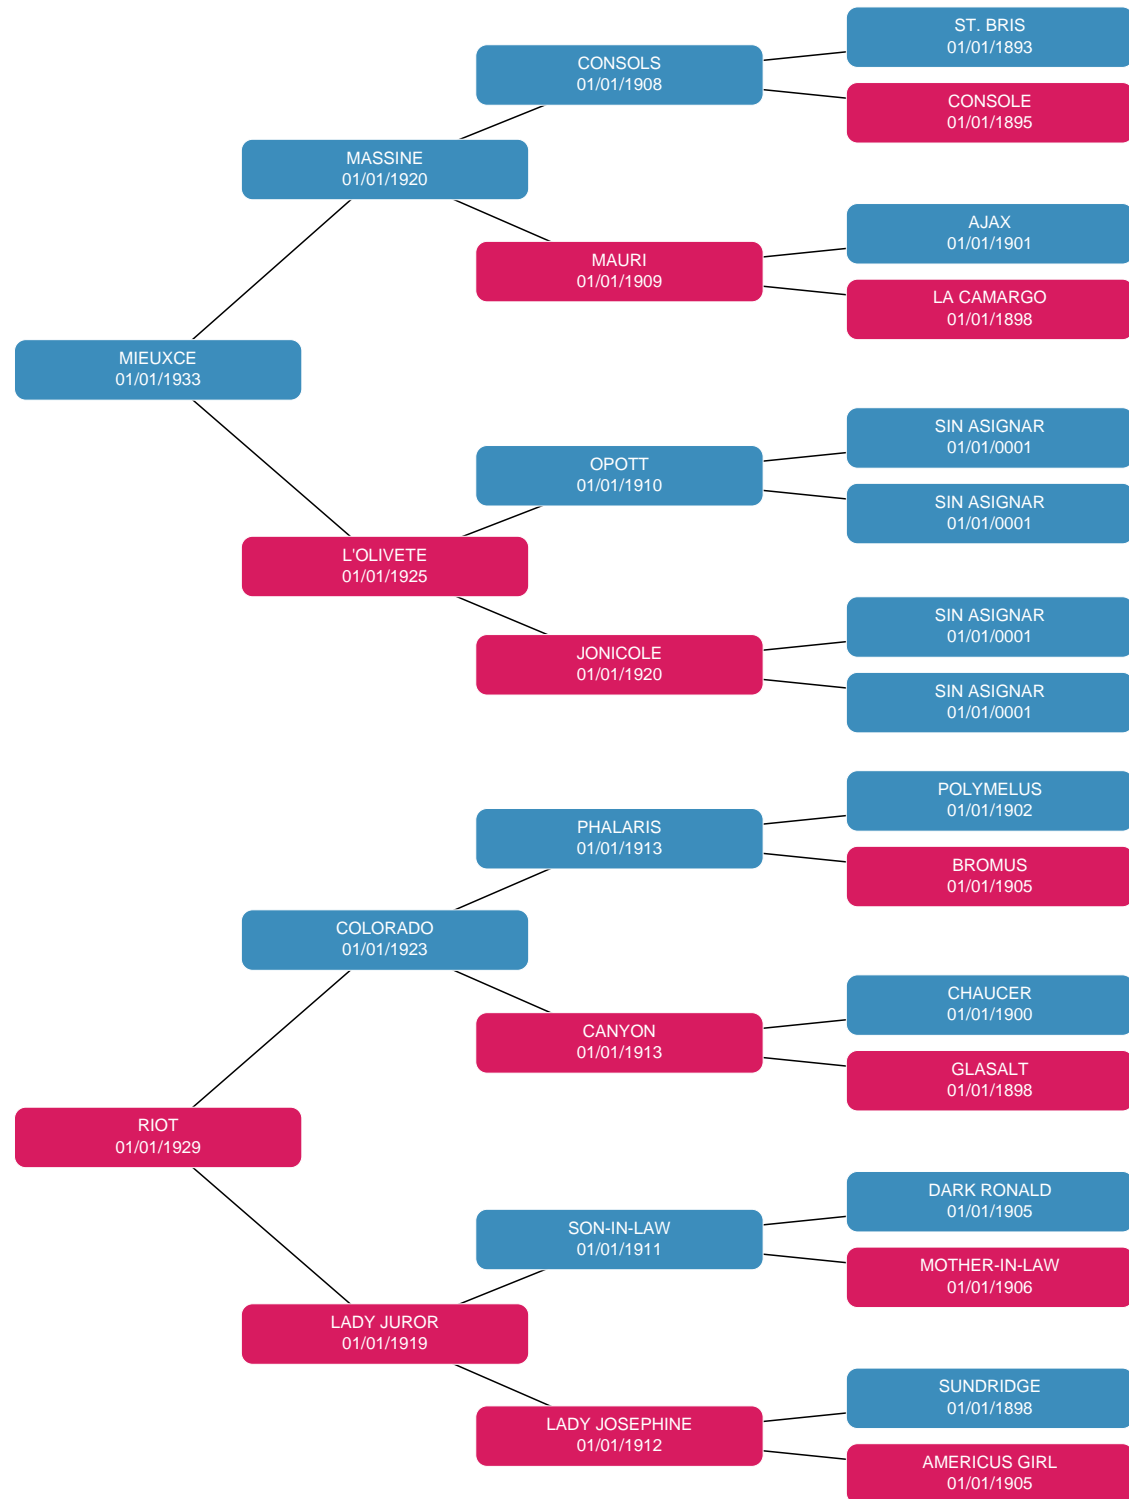 ST. BRIS
01/01/1893
CONSOLS
01/01/1908
CONSOLE
01/01/1895
MASSINE
01/01/1920
AJAX
01/01/1901
MAURI
01/01/1909
LA CAMARGO
01/01/1898
MIEUXCE
01/01/1933
SIN ASIGNAR
01/01/0001
OPOTT
01/01/1910
SIN ASIGNAR
01/01/0001
L'OLIVETE
01/01/1925
SIN ASIGNAR
01/01/0001
JONICOLE
01/01/1920
SIN ASIGNAR
01/01/0001
POLYMELUS
01/01/1902
PHALARIS
01/01/1913
BROMUS
01/01/1905
COLORADO
01/01/1923
CHAUCER
01/01/1900
CANYON
01/01/1913
GLASALT
01/01/1898
RIOT
01/01/1929
DARK RONALD
01/01/1905
SON-IN-LAW
01/01/1911
MOTHER-IN-LAW
01/01/1906
LADY JUROR
01/01/1919
SUNDRIDGE
01/01/1898
LADY JOSEPHINE
01/01/1912
AMERICUS GIRL
01/01/1905